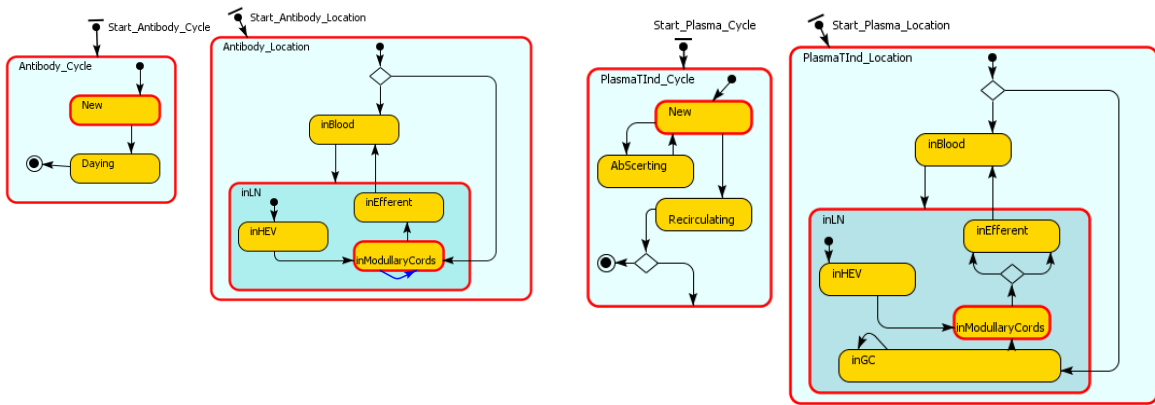 Start_Antibody_Cycle
Antibody_Cycle
New
Daying
Start_Antibody_Location
Antibody_Location
inBlood
inLN
inEfferent
inHEV
inModullaryCords
Start_Plasma_Cycle
PlasmaTInd_Cycle
New
AbScerting
Recirculating
Start_Plasma_Location
PlasmaTInd_Location
inBlood
inLN
inEfferent
inHEV
inModullaryCords
inGC